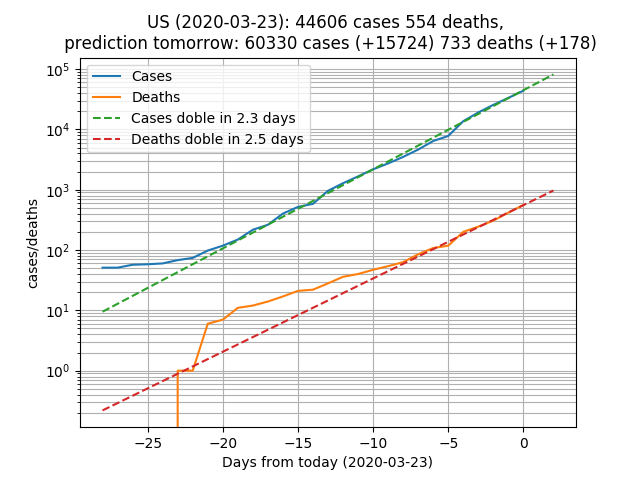 US (2020-03-23): 44606 cases 554 deaths,
prediction tomorrow: 60330 cases (+15724) 733 deaths (+178)
10^5
10^4
10^3
10^2
10^1
10^0
cases/deaths
Cases
Deaths
Cases doble in 2.3 days
Deaths doble in 2.5 days
−25 −20 −15 −10 −5 0
Days from today (2020-03-23)